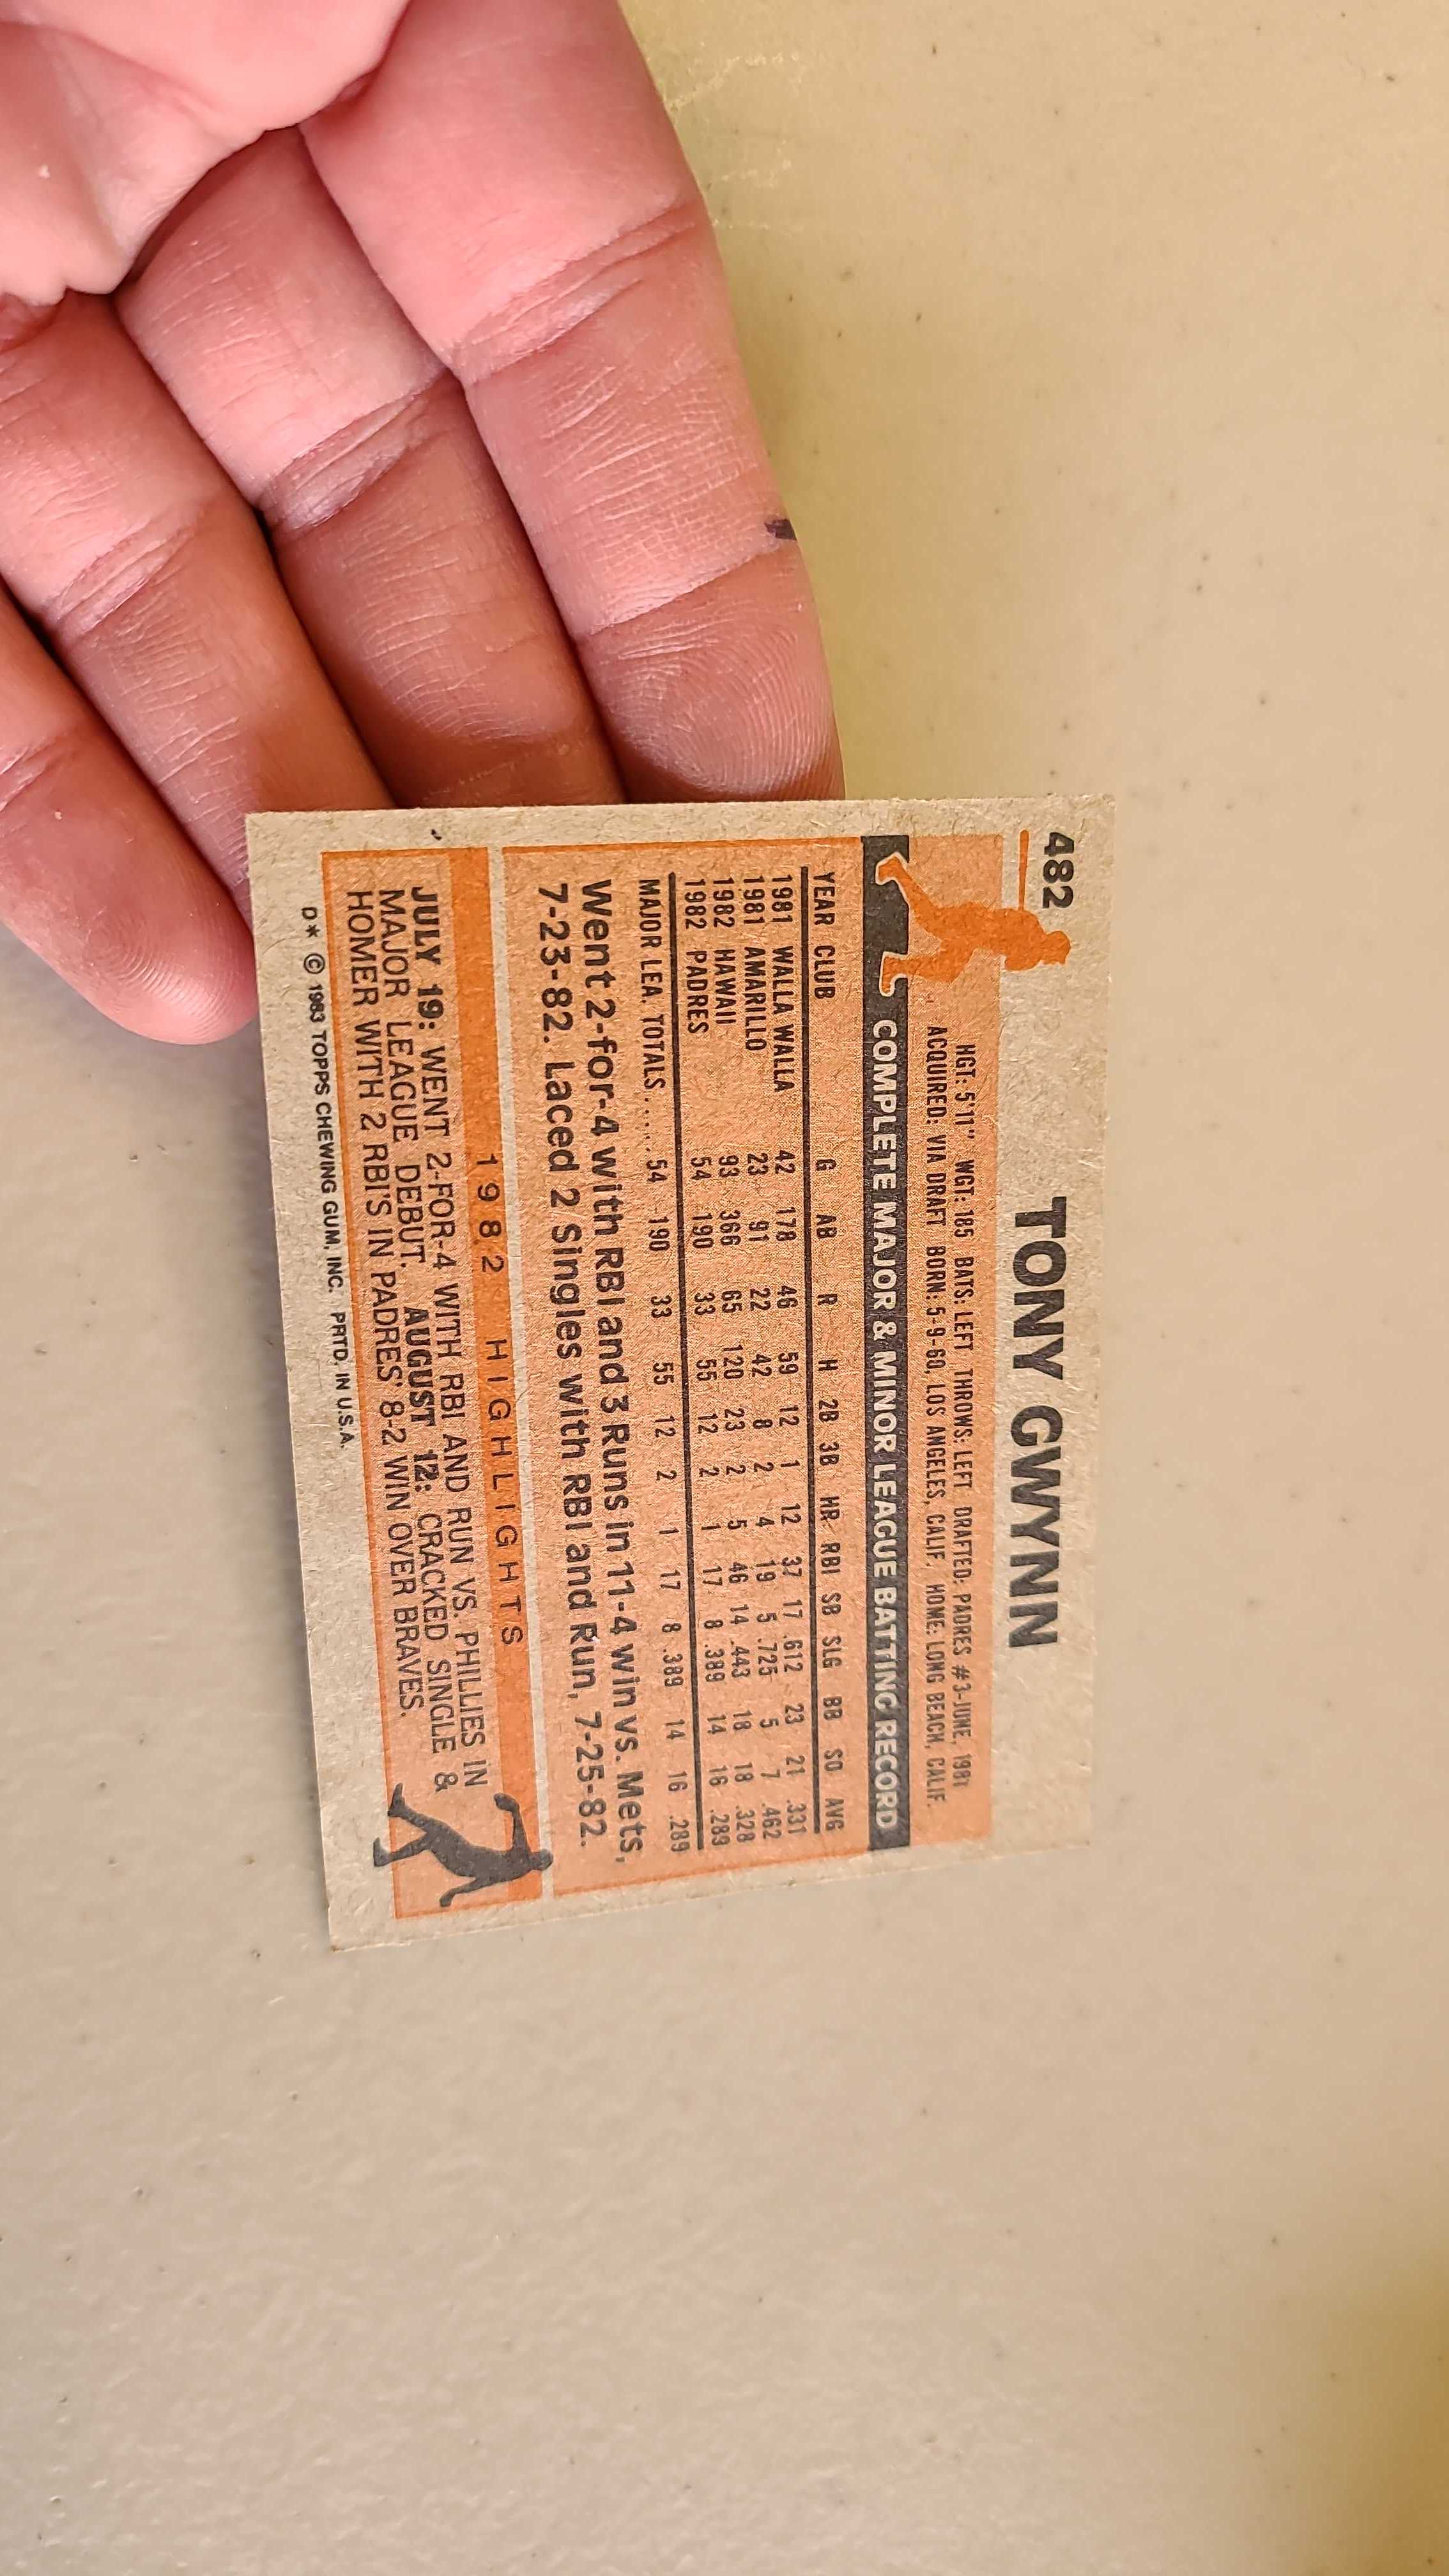 482 TONY GWYNN
HGT: 5'11" WGT: 185 BATS: LEFT THROWS: LEFT DRAFTED: PADRES #3-JUNE, 1981
ACQUIRED: VIA DRAFT BORN: 5-9-60, LOS ANGELES, CALIF. HOME: LONG BEACH, CALIF.
COMPLETE MAJOR & MINOR LEAGUE BATTING RECORD
YEAR CLUB G AB R H 2B 3B HR RBI SB SLG BB SO AVG
1981 WALLA WALLA 42 178 46 59 12 1 12 37 17 .612 23 21 .331
1981 AMARILLO 23 91 22 42 8 2 4 19 5 .725 5 7 .462
1982 HAWAII 93 366 65 120 23 2 5 46 14 .443 18 18 .328
1982 PADRES 54 190 33 55 12 2 1 17 8 .389 14 16 .289
MAJOR LEA. TOTALS...... 54 190 33 55 12 2 1 17 8 .389 14 16 .289
Went 2-for-4 with RBI and 3 Runs in 11-4 win vs. Mets,
7-23-82. Laced 2 Singles with RBI and Run, 7-25-82.
1982 HIGHLIGHTS
JULY 19: WENT 2-FOR-4 WITH RBI AND RUN VS. PHILLIES IN
MAJOR LEAGUE DEBUT. AUGUST 12: CRACKED SINGLE &
HOMER WITH 2 RBI'S IN PADRES' 8-2 WIN OVER BRAVES.
D* © 1983 TOPPS CHEWING GUM, INC. PRTD. IN U.S.A.